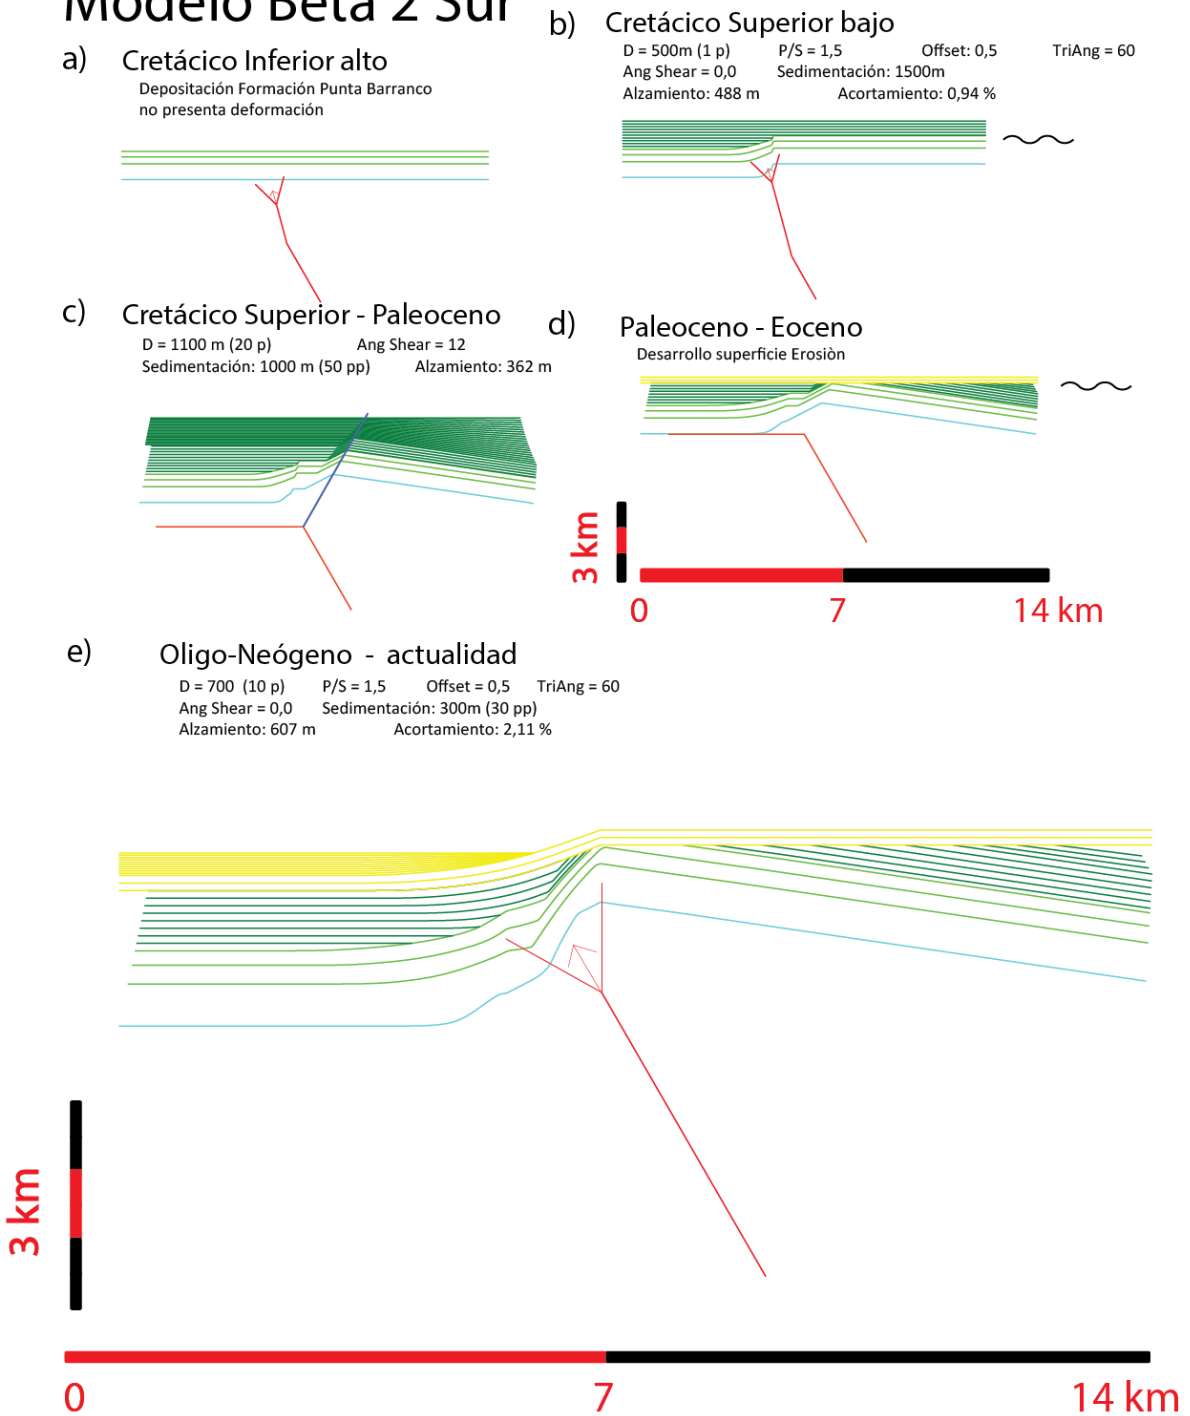 Modelo Beta 2 Sur
a) Cretácico Inferior alto
Depositación Formación Punta Barranco
no presenta deformación
b) Cretácico Superior bajo
D = 500m (1 p) P/S = 1,5 Offset: 0,5 TriAng = 60
Ang Shear = 0,0 Sedimentación: 1500m
Alzamiento: 488 m Acortamiento: 0,94 %
c) Cretácico Superior - Paleoceno
D = 1100 m (20 p) Ang Shear = 12
Sedimentación: 1000 m (50 pp) Alzamiento: 362 m
d) Paleoceno - Eoceno
Desarrollo superficie Erosiòn
3 km
0 7 14 km
e) Oligo-Neógeno - actualidad
D = 700 (10 p) P/S = 1,5 Offset = 0,5 TriAng = 60
Ang Shear = 0,0 Sedimentación: 300m (30 pp)
Alzamiento: 607 m Acortamiento: 2,11 %
3 km
0 7 14 km